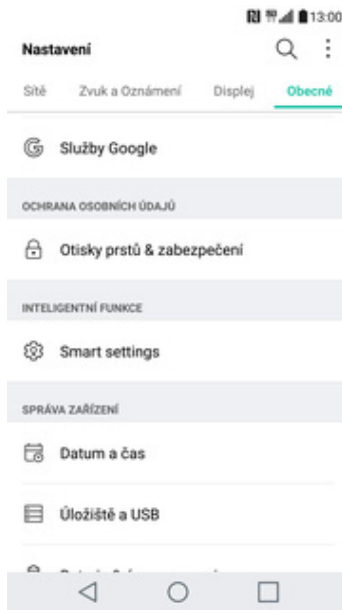 13:00
Nastavení
Sítě Zvuk a Oznámení Displej Obecné
Služby Google
OCHRANA OSOBNÍCH ÚDAJŮ
Otisky prstů & zabezpečení
INTELIGENTNÍ FUNKCE
Smart settings
SPRÁVA ZAŘÍZENÍ
Datum a čas
Úložiště a USB